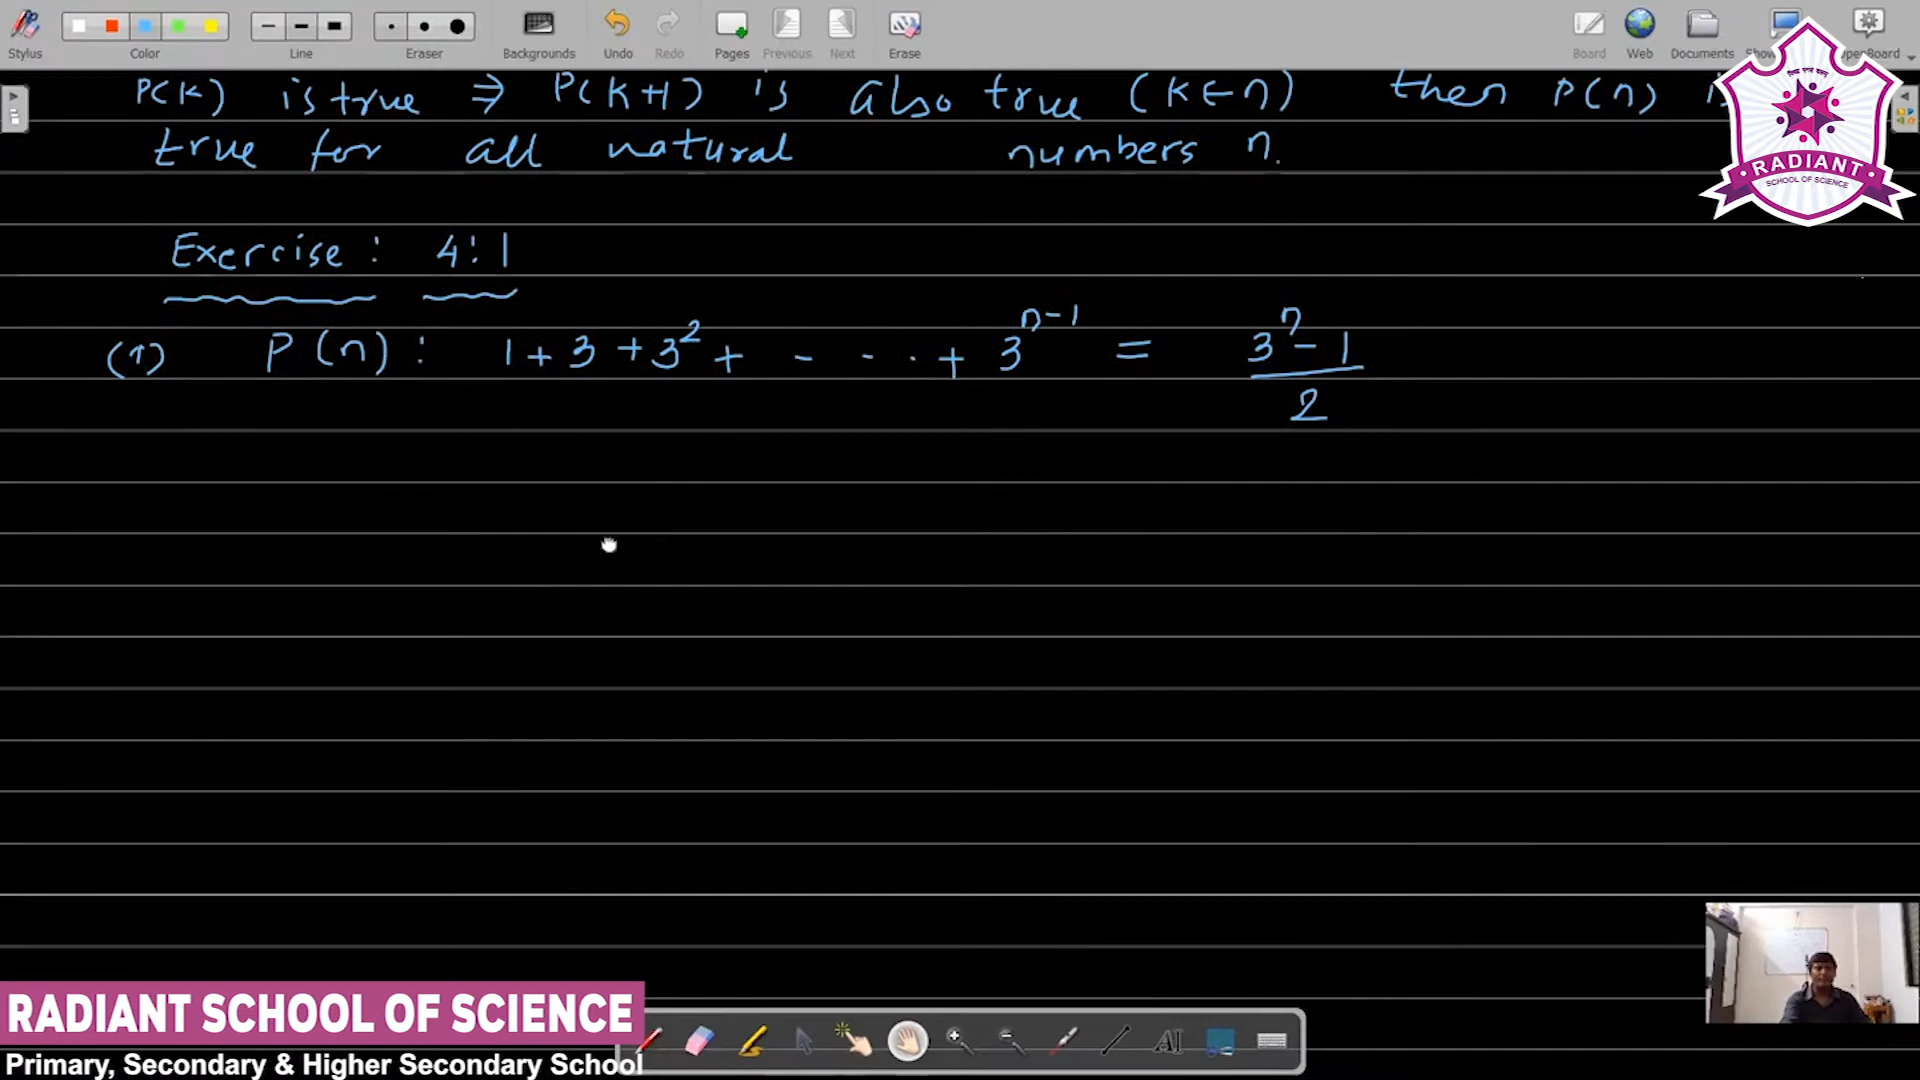 Stylus Color Line Eraser Backgrounds Undo Redo Pages Previous Next Erase Board Web Documents OpenBoard
P(k) is true ⇒ P(k+1) is also true (k∈n) then P(n) is
true for all natural numbers n.
RADIANT
SCHOOL OF SCIENCE
Exercise: 4:1
(1) P(n): 1 + 3 + 3² + - - .. + 3ⁿ⁻¹ = (3ⁿ - 1)/2
RADIANT SCHOOL OF SCIENCE
Primary, Secondary & Higher Secondary School